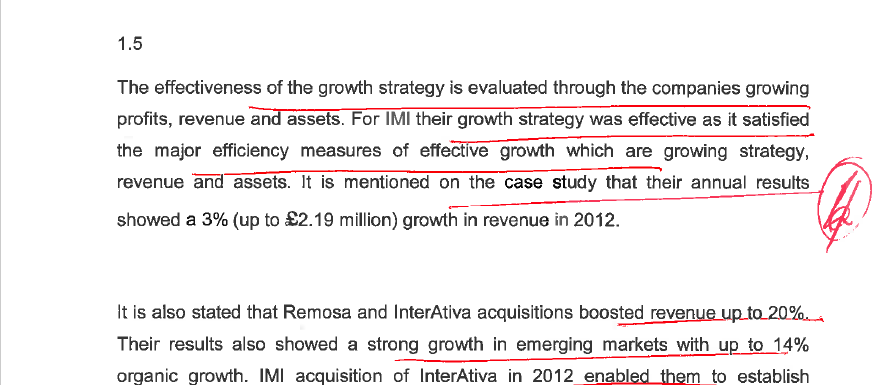 1.5
The effectiveness of the growth strategy is evaluated through the companies growing
profits, revenue and assets. For IMI their growth strategy was effective as it satisfied
the major efficiency measures of effective growth which are growing strategy,
revenue and assets. It is mentioned on the case study that their annual results
showed a 3% (up to £2.19 million) growth in revenue in 2012.
It is also stated that Remosa and InterAtiva acquisitions boosted revenue up to 20%.
Their results also showed a strong growth in emerging markets with up to 14%
organic growth. IMI acquisition of InterAtiva in 2012 enabled them to establish